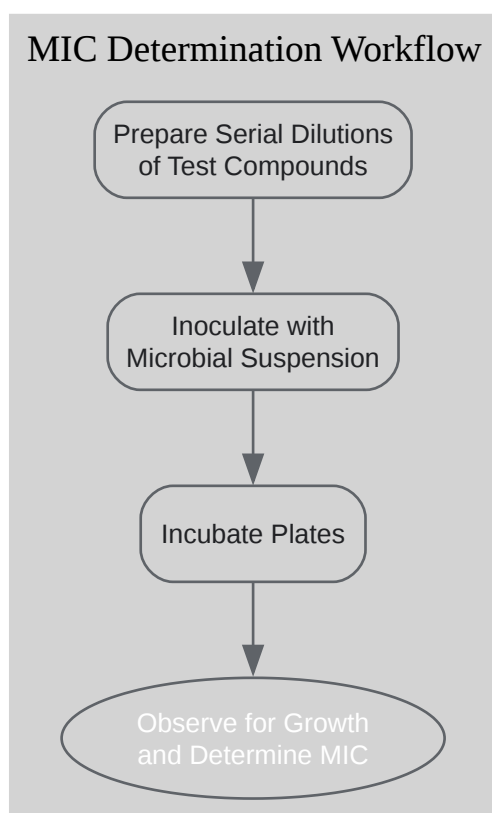 MIC Determination Workflow
Prepare Serial Dilutions
of Test Compounds
Inoculate with
Microbial Suspension
Incubate Plates
Observe for Growth
and Determine MIC